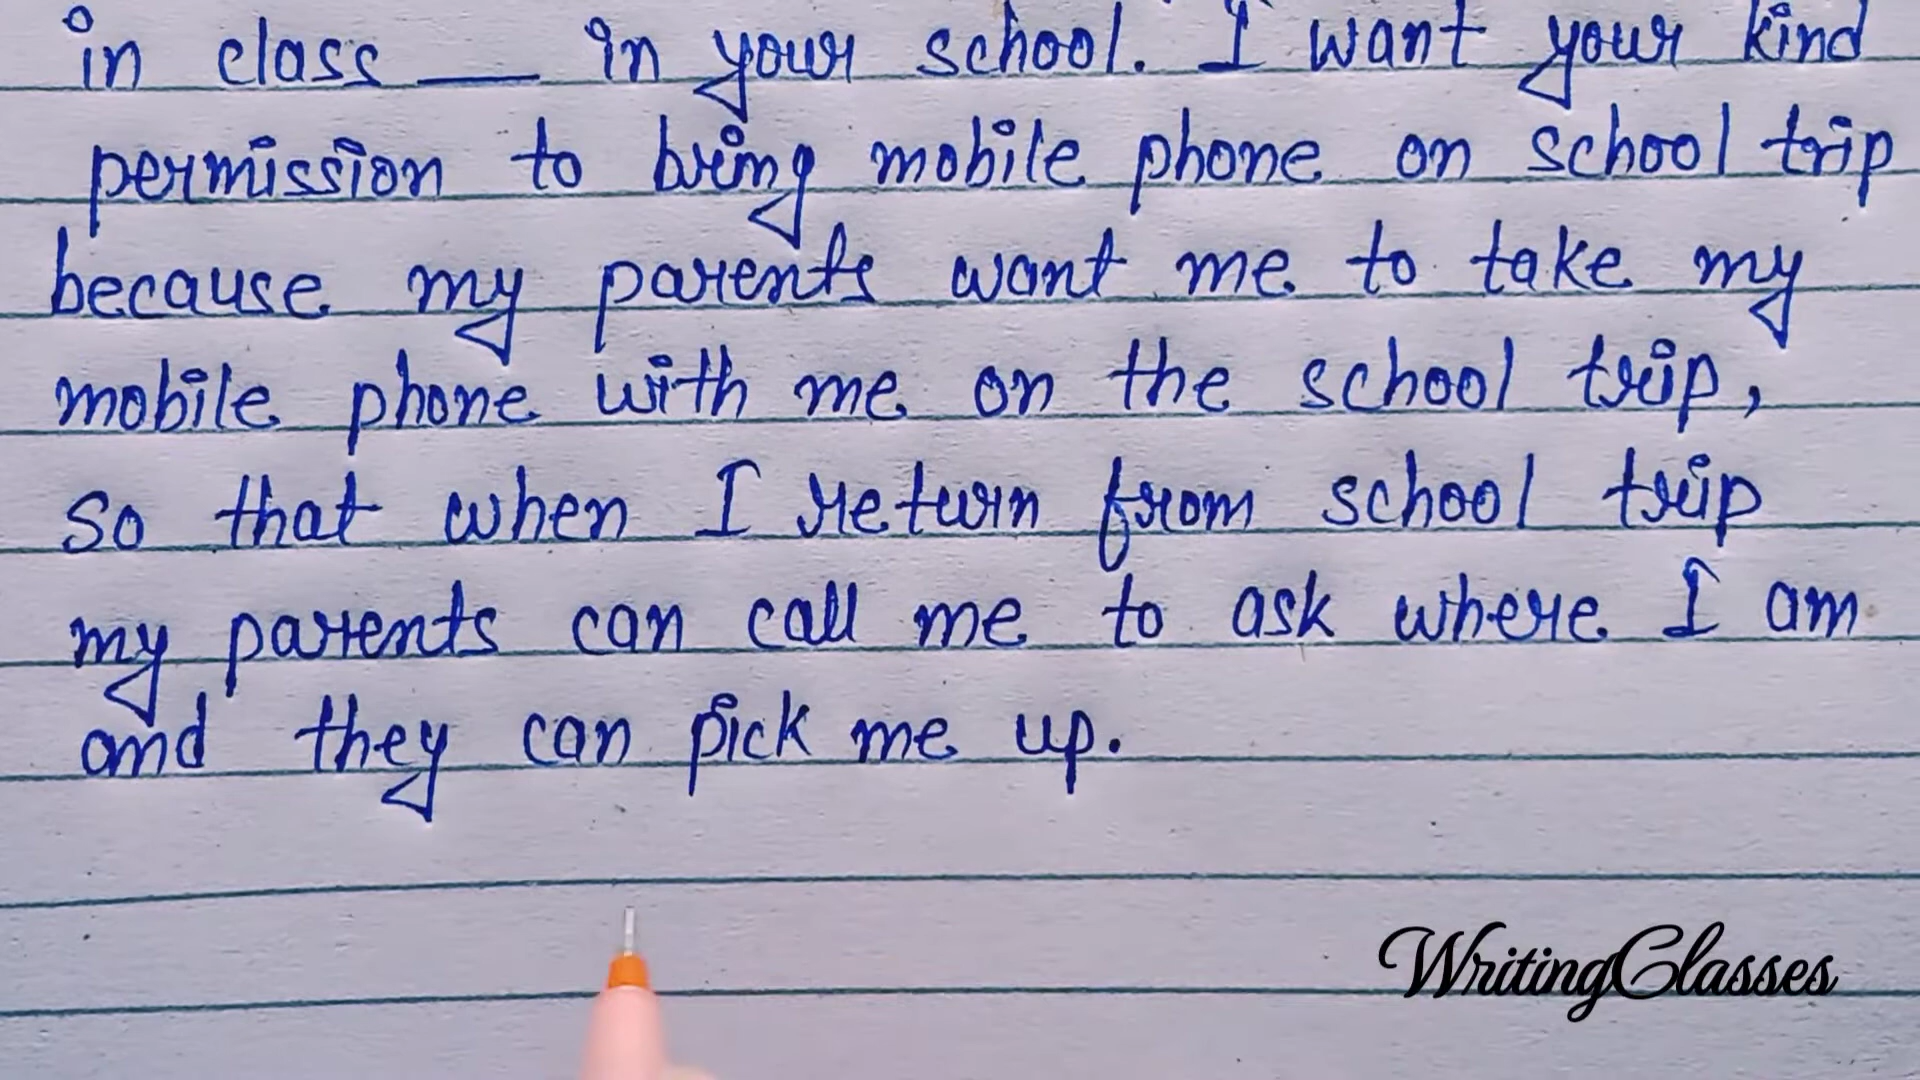 in class ___ in your school. I want your kind
permission to bring mobile phone on school trip
because my parents want me to take my
mobile phone with me on the school trip,
so that when I return from school trip
my parents can call me to ask where I am
and they can pick me up.
WritingClasses